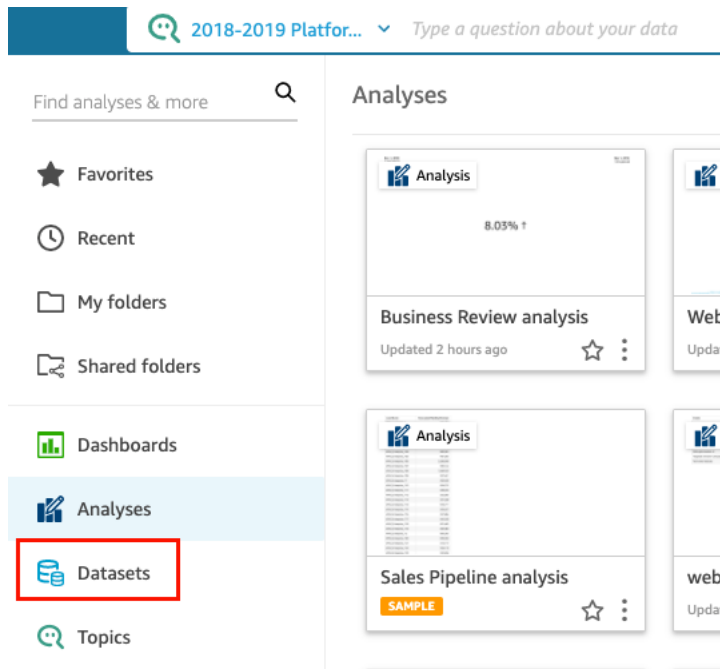 2018-2019 Platfor...
Type a question about your data
Find analyses & more
Favorites
Recent
My folders
Shared folders
Dashboards
Analyses
Datasets
Topics
Analyses
Analysis
8.03% ↑
Business Review analysis
Updated 2 hours ago
Web
Upda
Analysis
Sales Pipeline analysis
SAMPLE
web
Upda